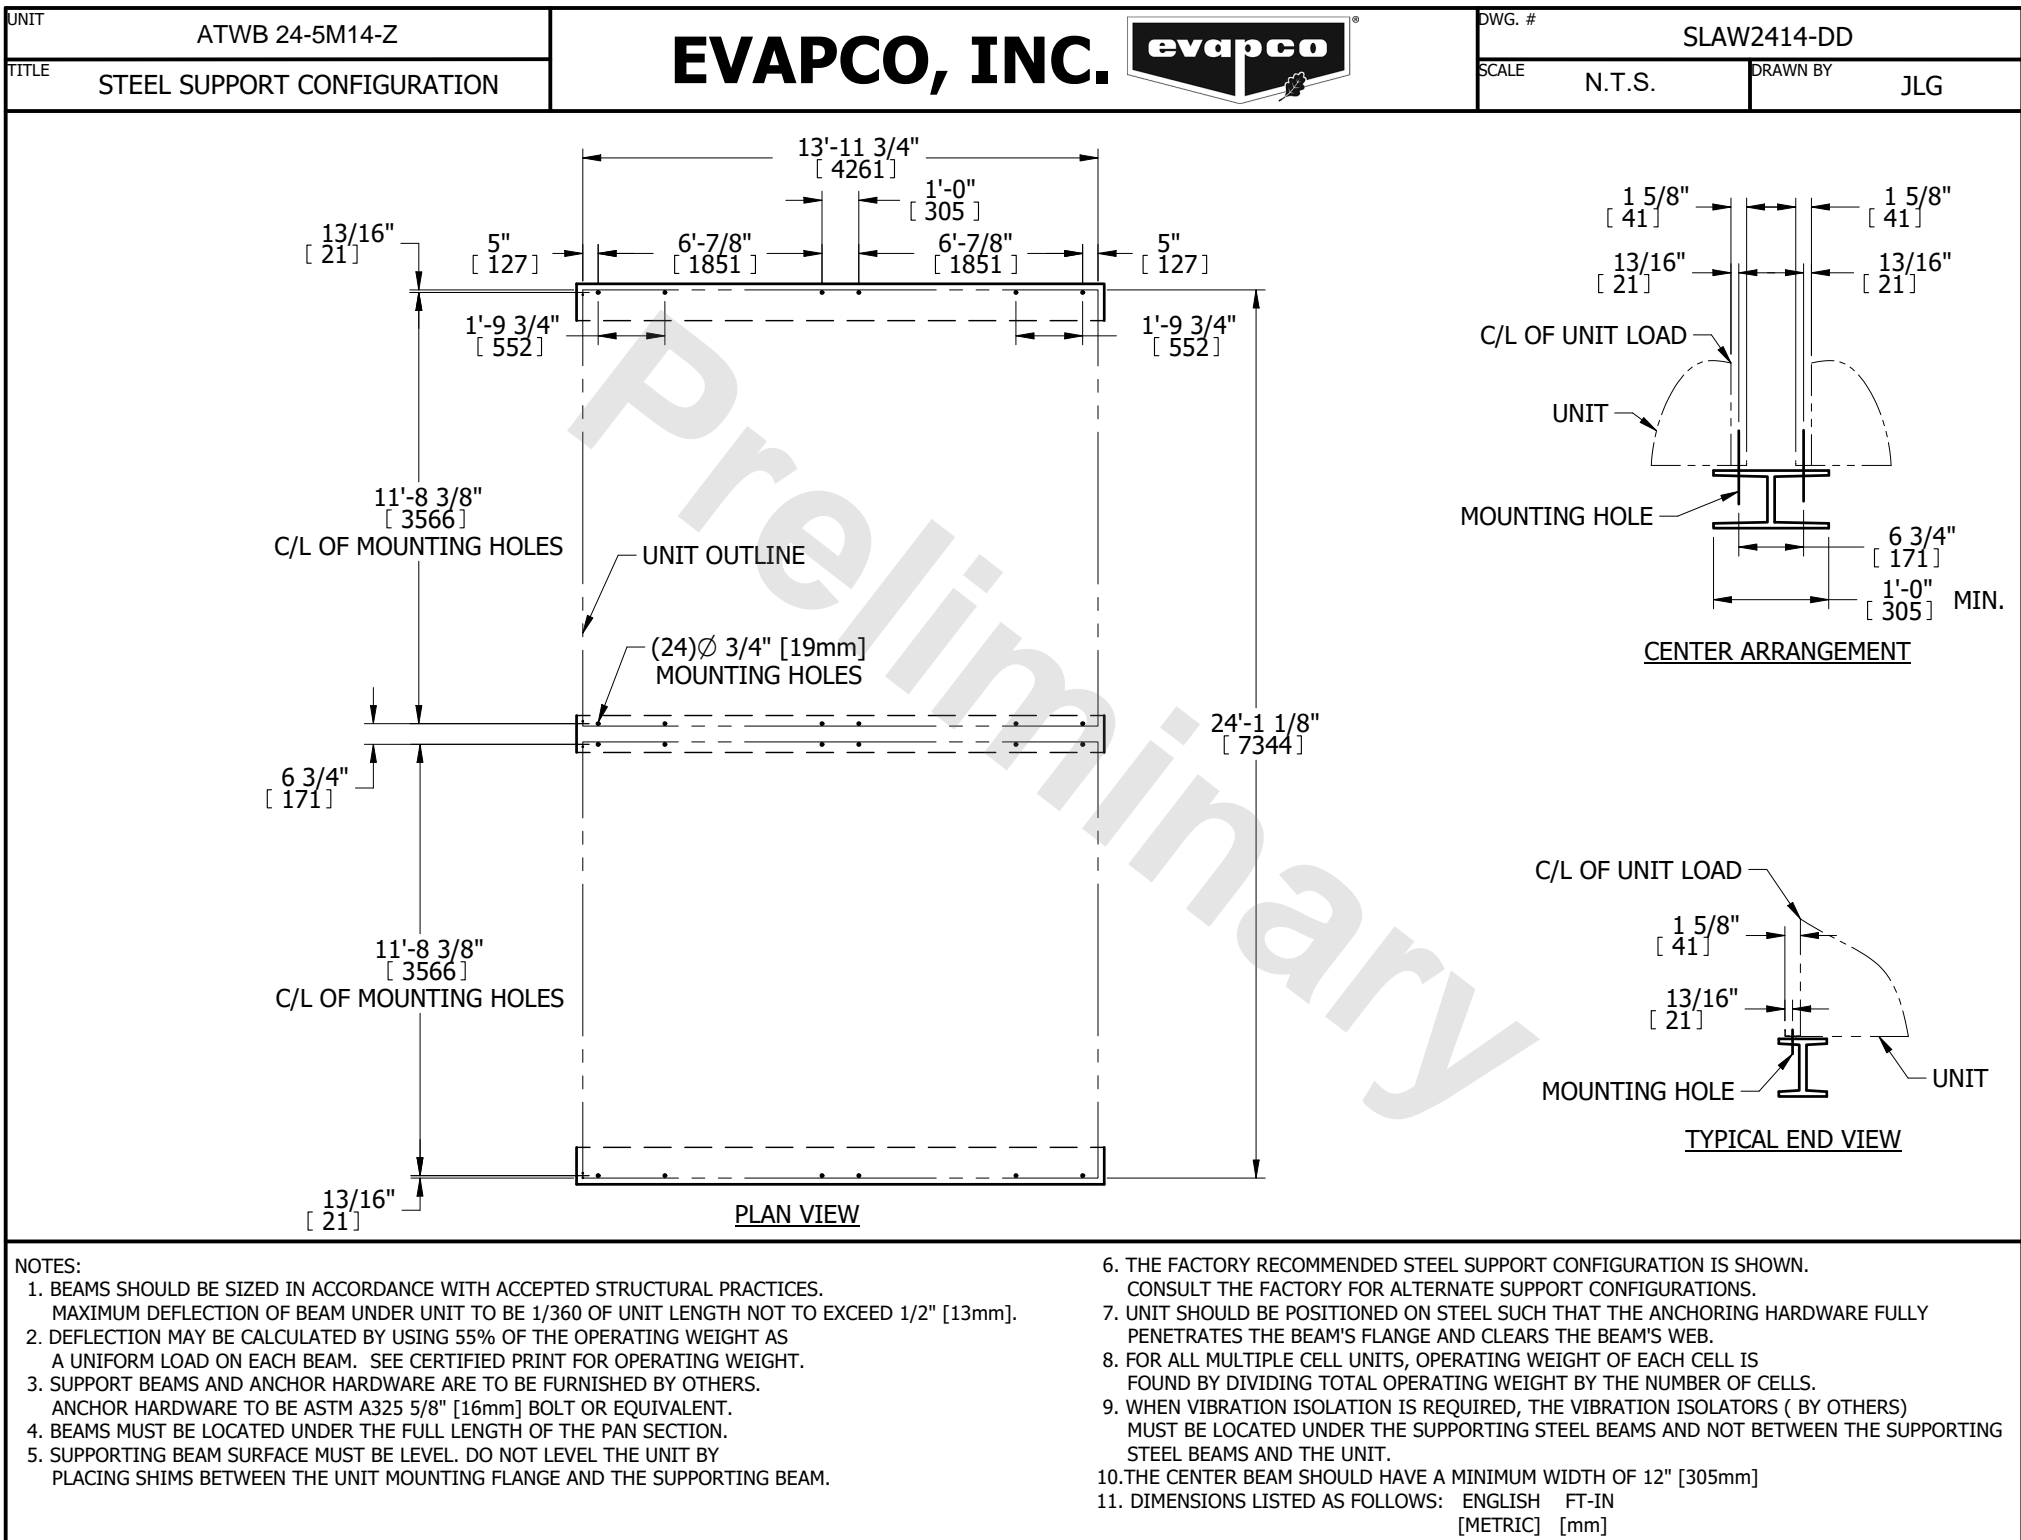 UNIT
ATWB 24-5M14-Z
TITLE
STEEL SUPPORT CONFIGURATION
EVAPCO, INC.
evapco
®
DWG. #
SLAW2414-DD
SCALE
N.T.S.
DRAWN BY
JLG
13'-11 3/4"
[ 4261 ]
1'-0"
[ 305 ]
13/16"
[ 21 ]
5"
[ 127 ]
6'-7/8"
[ 1851 ]
6'-7/8"
[ 1851 ]
5"
[ 127 ]
1'-9 3/4"
[ 552 ]
1'-9 3/4"
[ 552 ]
11'-8 3/8"
[ 3566 ]
C/L OF MOUNTING HOLES
UNIT OUTLINE
(24)∅ 3/4" [19mm]
MOUNTING HOLES
24'-1 1/8"
[ 7344 ]
6 3/4"
[ 171 ]
11'-8 3/8"
[ 3566 ]
C/L OF MOUNTING HOLES
13/16"
[ 21 ]
PLAN VIEW
Preliminary
1 5/8"
[ 41 ]
1 5/8"
[ 41 ]
13/16"
[ 21 ]
13/16"
[ 21 ]
C/L OF UNIT LOAD
UNIT
MOUNTING HOLE
6 3/4"
[ 171 ]
1'-0"
[ 305 ] MIN.
CENTER ARRANGEMENT
C/L OF UNIT LOAD
1 5/8"
[ 41 ]
13/16"
[ 21 ]
MOUNTING HOLE
UNIT
TYPICAL END VIEW
NOTES:
1. BEAMS SHOULD BE SIZED IN ACCORDANCE WITH ACCEPTED STRUCTURAL PRACTICES.
MAXIMUM DEFLECTION OF BEAM UNDER UNIT TO BE 1/360 OF UNIT LENGTH NOT TO EXCEED 1/2" [13mm].
2. DEFLECTION MAY BE CALCULATED BY USING 55% OF THE OPERATING WEIGHT AS
A UNIFORM LOAD ON EACH BEAM. SEE CERTIFIED PRINT FOR OPERATING WEIGHT.
3. SUPPORT BEAMS AND ANCHOR HARDWARE ARE TO BE FURNISHED BY OTHERS.
ANCHOR HARDWARE TO BE ASTM A325 5/8" [16mm] BOLT OR EQUIVALENT.
4. BEAMS MUST BE LOCATED UNDER THE FULL LENGTH OF THE PAN SECTION.
5. SUPPORTING BEAM SURFACE MUST BE LEVEL. DO NOT LEVEL THE UNIT BY
PLACING SHIMS BETWEEN THE UNIT MOUNTING FLANGE AND THE SUPPORTING BEAM.
6. THE FACTORY RECOMMENDED STEEL SUPPORT CONFIGURATION IS SHOWN.
CONSULT THE FACTORY FOR ALTERNATE SUPPORT CONFIGURATIONS.
7. UNIT SHOULD BE POSITIONED ON STEEL SUCH THAT THE ANCHORING HARDWARE FULLY
PENETRATES THE BEAM'S FLANGE AND CLEARS THE BEAM'S WEB.
8. FOR ALL MULTIPLE CELL UNITS, OPERATING WEIGHT OF EACH CELL IS
FOUND BY DIVIDING TOTAL OPERATING WEIGHT BY THE NUMBER OF CELLS.
9. WHEN VIBRATION ISOLATION IS REQUIRED, THE VIBRATION ISOLATORS ( BY OTHERS)
MUST BE LOCATED UNDER THE SUPPORTING STEEL BEAMS AND NOT BETWEEN THE SUPPORTING
STEEL BEAMS AND THE UNIT.
10.THE CENTER BEAM SHOULD HAVE A MINIMUM WIDTH OF 12" [305mm]
11. DIMENSIONS LISTED AS FOLLOWS: ENGLISH FT-IN
[METRIC] [mm]